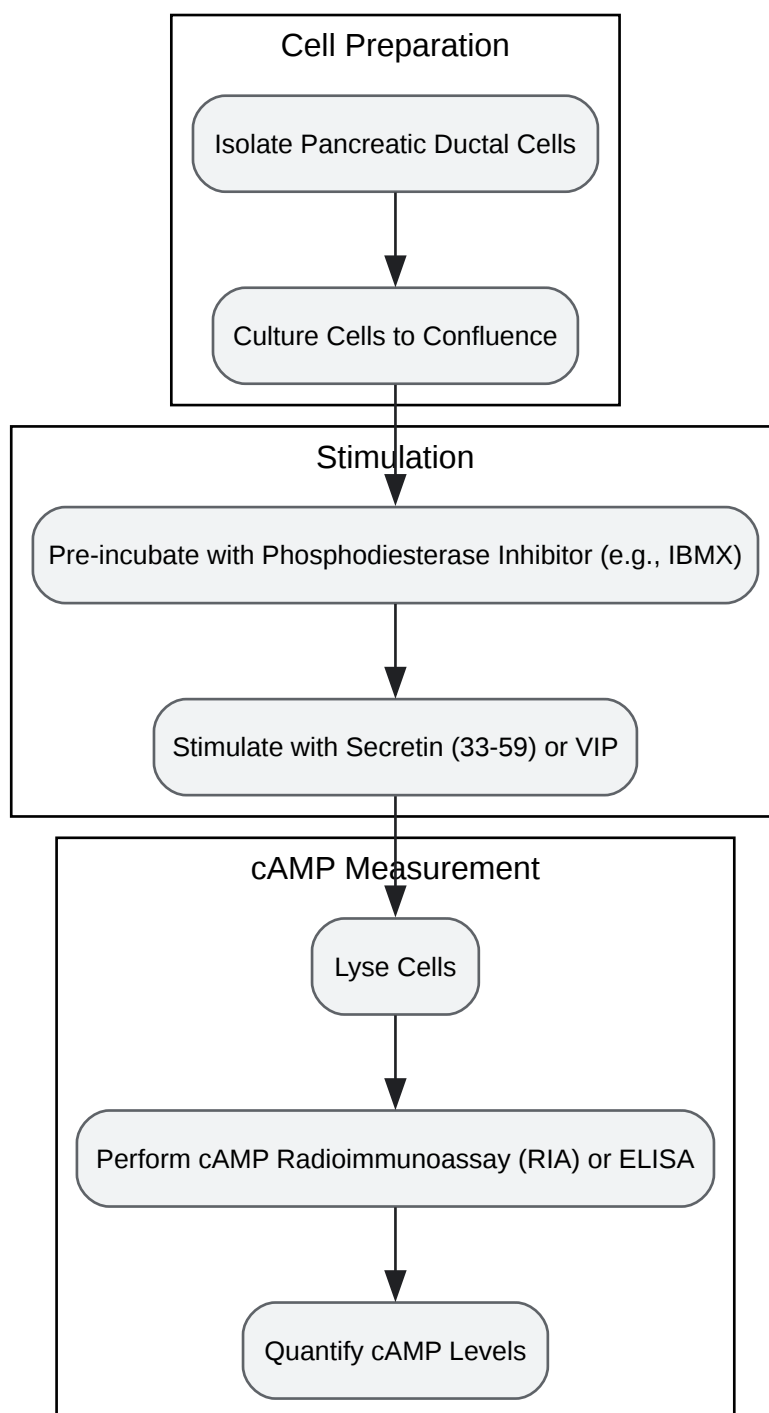 Cell Preparation
Isolate Pancreatic Ductal Cells
Culture Cells to Confluence
Stimulation
Pre-incubate with Phosphodiesterase Inhibitor (e.g., IBMX)
Stimulate with Secretin (33-59) or VIP
cAMP Measurement
Lyse Cells
Perform cAMP Radioimmunoassay (RIA) or ELISA
Quantify cAMP Levels